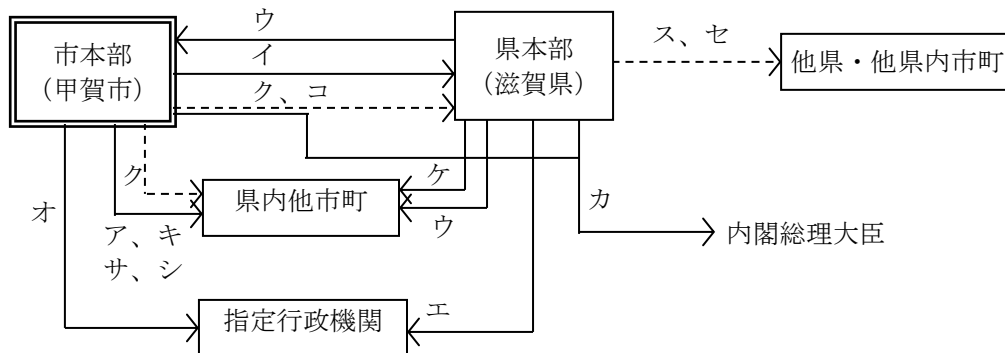 ウ
市本部
（甲賀市）
イ
県本部
（滋賀県）
ス、セ
他県・他県内市町
ク、コ
ク
県内他市町
ケ
ウ
オ
ア、キ
サ、シ
カ
内閣総理大臣
指定行政機関
エ